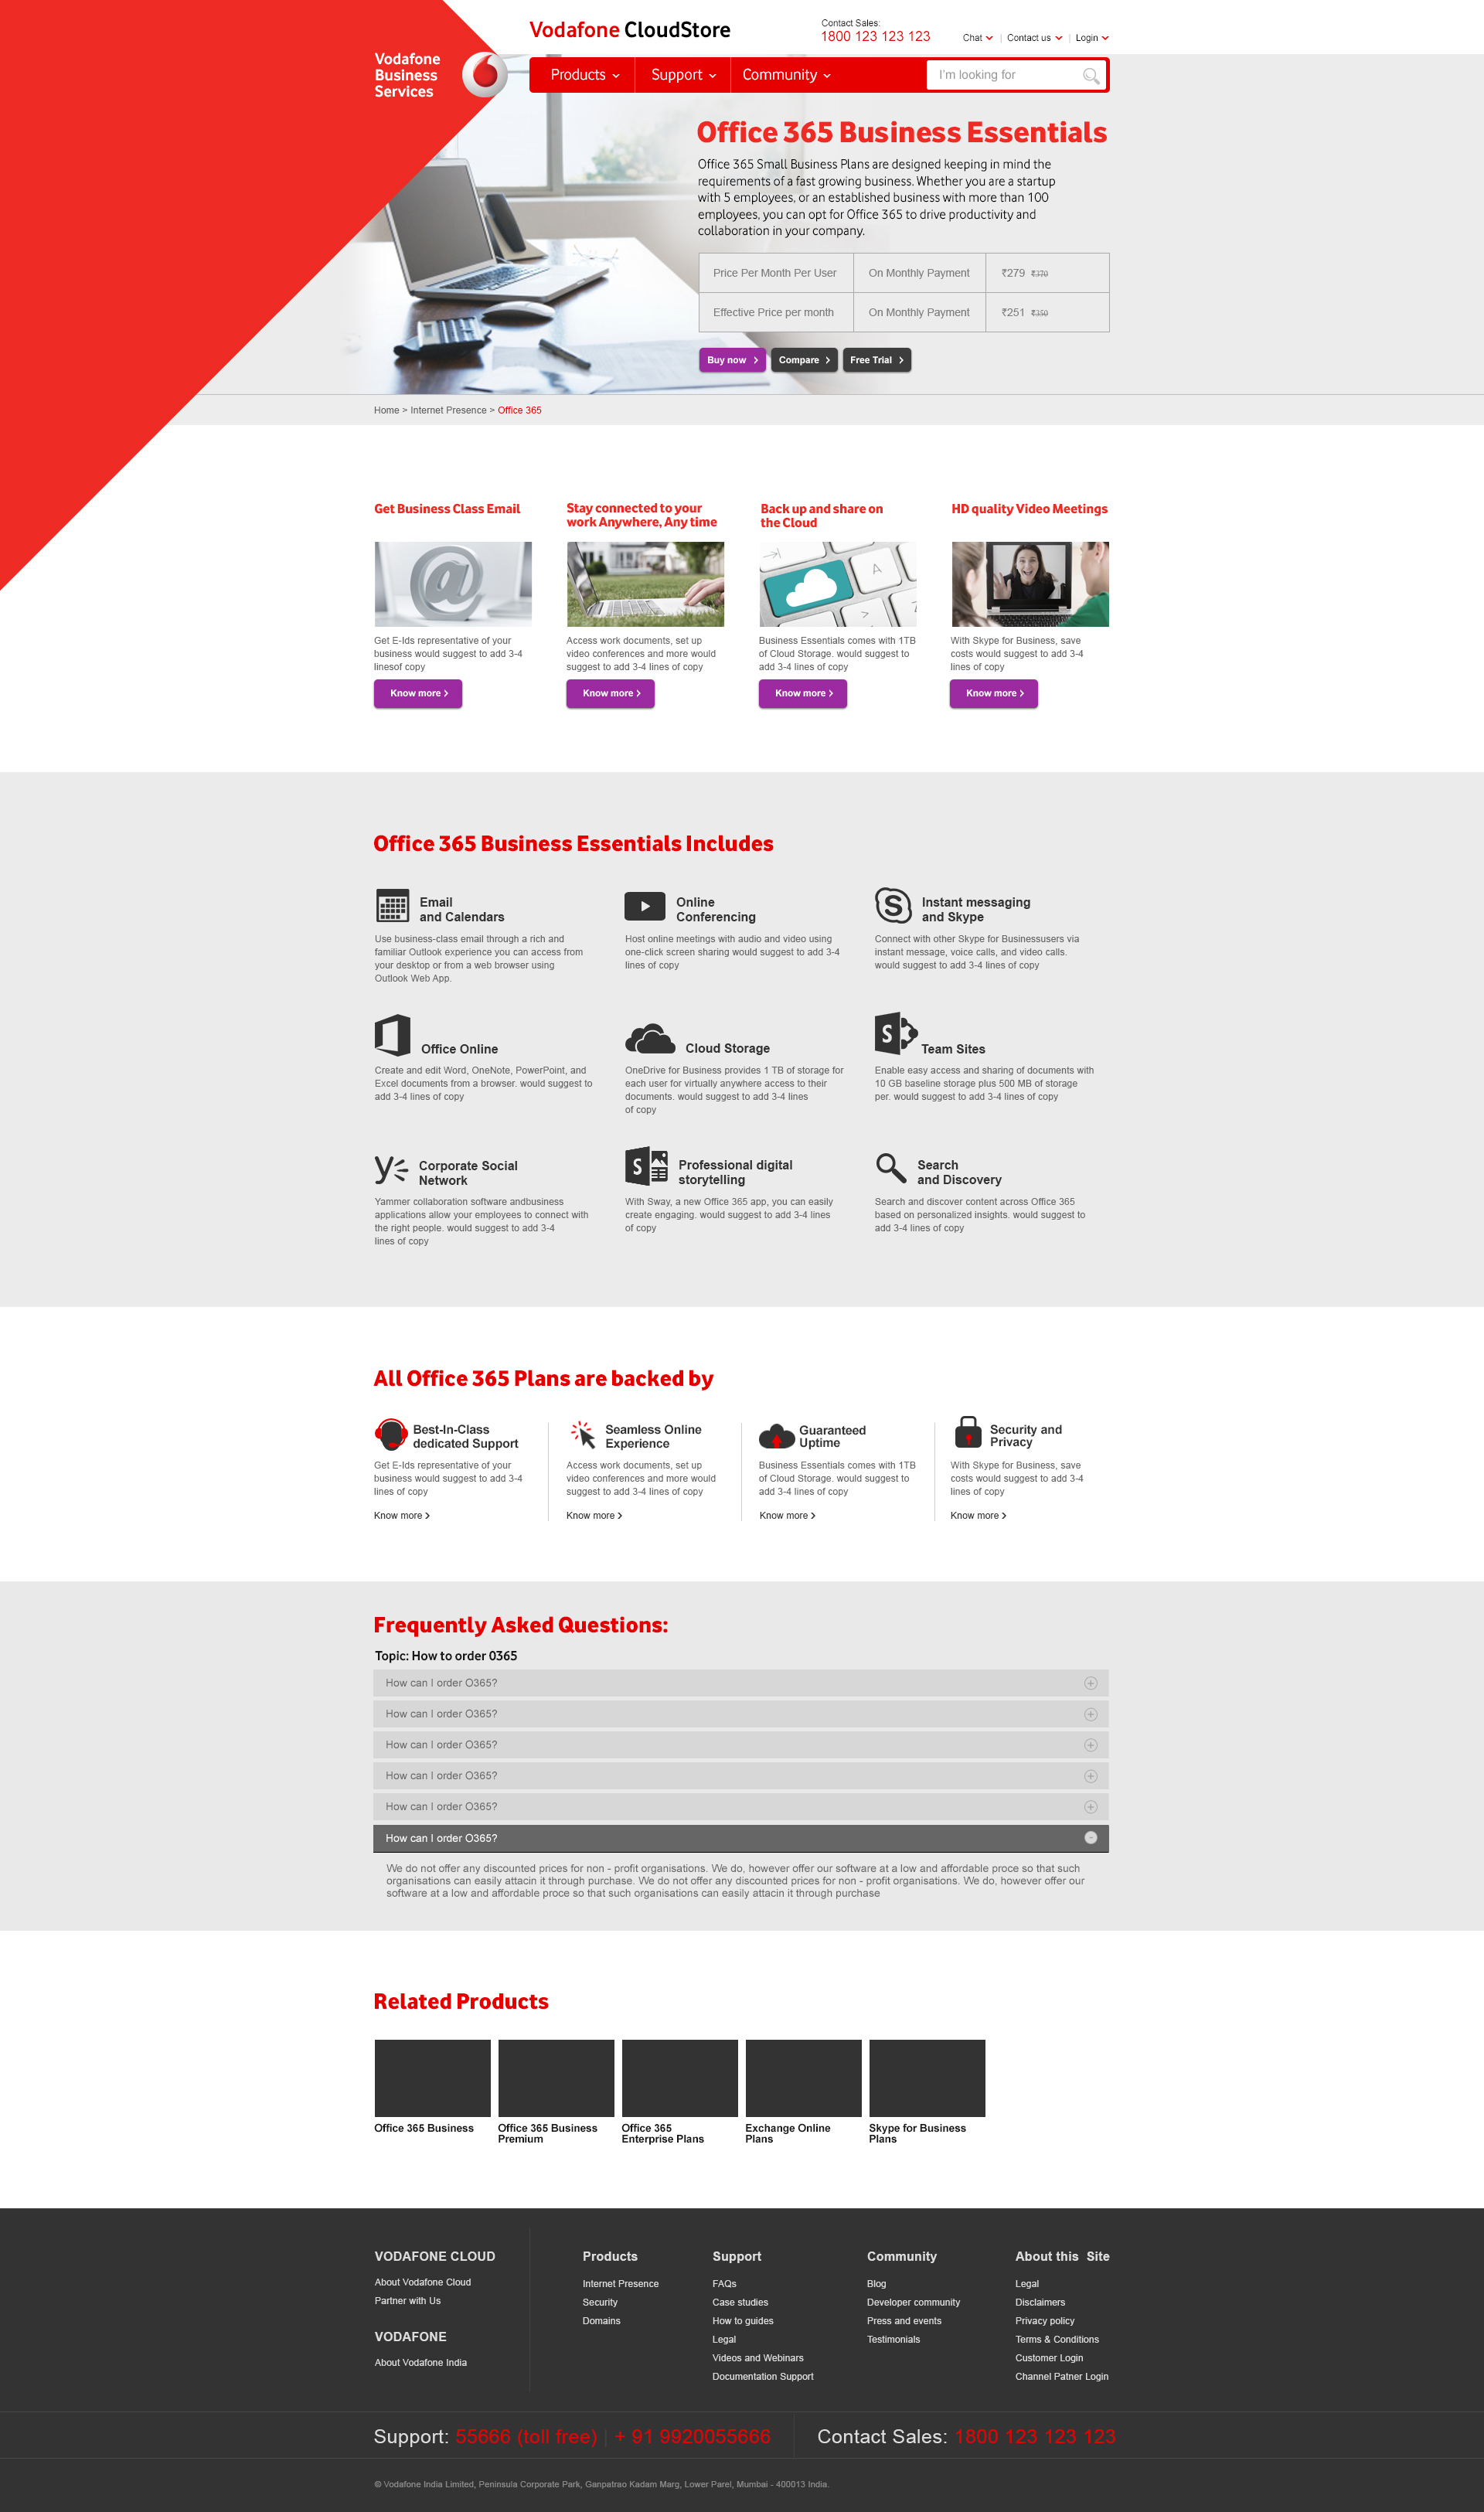 Vodafone CloudStore
Contact Sales:
1800 123 123 123
Chat | Contact us | Login
Vodafone
Business
Services
Products
Support
Community
I'm looking for
Office 365 Business Essentials
Office 365 Small Business Plans are designed keeping in mind the
requirements of a fast growing business. Whether you are a startup
with 5 employees, or an established business with more than 100
employees, you can opt for Office 365 to drive productivity and
collaboration in your company.
Price Per Month Per User On Monthly Payment ₹279 ₹370
Effective Price per month On Monthly Payment ₹251 ₹350
Buy now
Compare
Free Trial
Home > Internet Presence > Office 365
Get Business Class Email
Get E-Ids representative of your
business would suggest to add 3-4
linesof copy
Know more
Stay connected to your
work Anywhere, Any time
Access work documents, set up
video conferences and more would
suggest to add 3-4 lines of copy
Know more
Back up and share on
the Cloud
A
Business Essentials comes with 1TB
of Cloud Storage. would suggest to
add 3-4 lines of copy
Know more
HD quality Video Meetings
With Skype for Business, save
costs would suggest to add 3-4
lines of copy
Know more
Office 365 Business Essentials Includes
Email
and Calendars
Use business-class email through a rich and
familiar Outlook experience you can access from
your desktop or from a web browser using
Outlook Web App.
Online
Conferencing
Host online meetings with audio and video using
one-click screen sharing would suggest to add 3-4
lines of copy
Instant messaging
and Skype
Connect with other Skype for Businessusers via
instant message, voice calls, and video calls.
would suggest to add 3-4 lines of copy
Office Online
Create and edit Word, OneNote, PowerPoint, and
Excel documents from a browser. would suggest to
add 3-4 lines of copy
Cloud Storage
OneDrive for Business provides 1 TB of storage for
each user for virtually anywhere access to their
documents. would suggest to add 3-4 lines
of copy
Team Sites
Enable easy access and sharing of documents with
10 GB baseline storage plus 500 MB of storage
per. would suggest to add 3-4 lines of copy
Corporate Social
Network
Yammer collaboration software andbusiness
applications allow your employees to connect with
the right people. would suggest to add 3-4
lines of copy
Professional digital
storytelling
With Sway, a new Office 365 app, you can easily
create engaging. would suggest to add 3-4 lines
of copy
Search
and Discovery
Search and discover content across Office 365
based on personalized insights. would suggest to
add 3-4 lines of copy
All Office 365 Plans are backed by
Best-In-Class
dedicated Support
Get E-Ids representative of your
business would suggest to add 3-4
lines of copy
Know more
Seamless Online
Experience
Access work documents, set up
video conferences and more would
suggest to add 3-4 lines of copy
Know more
Guaranteed
Uptime
Business Essentials comes with 1TB
of Cloud Storage. would suggest to
add 3-4 lines of copy
Know more
Security and
Privacy
With Skype for Business, save
costs would suggest to add 3-4
lines of copy
Know more
Frequently Asked Questions:
Topic: How to order 0365
How can I order O365?
How can I order O365?
How can I order O365?
How can I order O365?
How can I order O365?
How can I order O365?
We do not offer any discounted prices for non - profit organisations. We do, however offer our software at a low and affordable proce so that such
organisations can easily attacin it through purchase. We do not offer any discounted prices for non - profit organisations. We do, however offer our
software at a low and affordable proce so that such organisations can easily attacin it through purchase
Related Products
Office 365 Business
Office 365 Business
Premium
Office 365
Enterprise Plans
Exchange Online
Plans
Skype for Business
Plans
VODAFONE CLOUD
About Vodafone Cloud
Partner with Us
VODAFONE
About Vodafone India
Products
Internet Presence
Security
Domains
Support
FAQs
Case studies
How to guides
Legal
Videos and Webinars
Documentation Support
Community
Blog
Developer community
Press and events
Testimonials
About this Site
Legal
Disclaimers
Privacy policy
Terms & Conditions
Customer Login
Channel Patner Login
Support: 55666 (toll free) | + 91 9920055666
Contact Sales: 1800 123 123 123
© Vodafone India Limited, Peninsula Corporate Park, Ganpatrao Kadam Marg, Lower Parel, Mumbai - 400013 India.